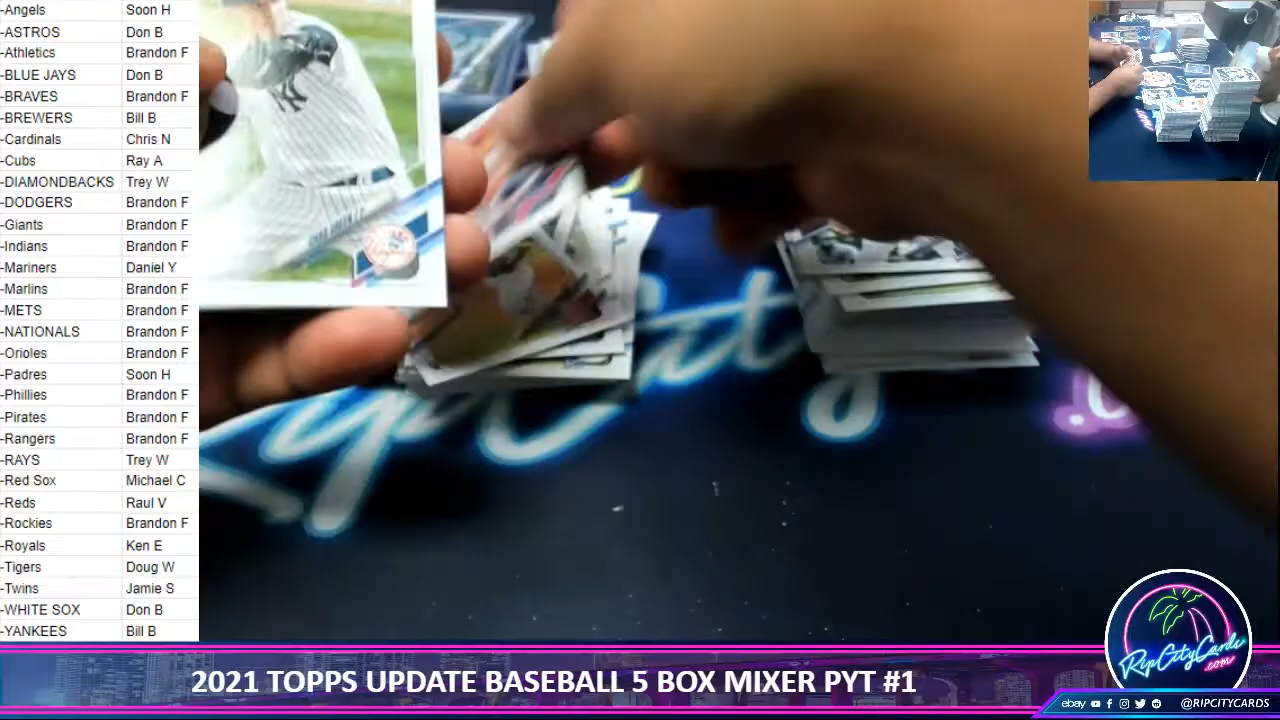 -Angels Soon H
-ASTROS Don B
-Athletics Brandon F
-BLUE JAYS Don B
-BRAVES Brandon F
-BREWERS Bill B
-Cardinals Chris N
-Cubs Ray A
-DIAMONDBACKS Trey W
-DODGERS Brandon F
-Giants Brandon F
-Indians Brandon F
-Mariners Daniel Y
-Marlins Brandon F
-METS Brandon F
-NATIONALS Brandon F
-Orioles Brandon F
-Padres Soon H
-Phillies Brandon F
-Pirates Brandon F
-Rangers Brandon F
-RAYS Trey W
-Red Sox Michael C
-Reds Raul V
-Rockies Brandon F
-Royals Ken E
-Tigers Doug W
-Twins Jamie S
-WHITE SOX Don B
-YANKEES Bill B
NY
RipCityCards
.com
2021 TOPPS UPDATE BASEBALL 5 BOX MIXER PYT #1
ebay @RIPCITYCARDS